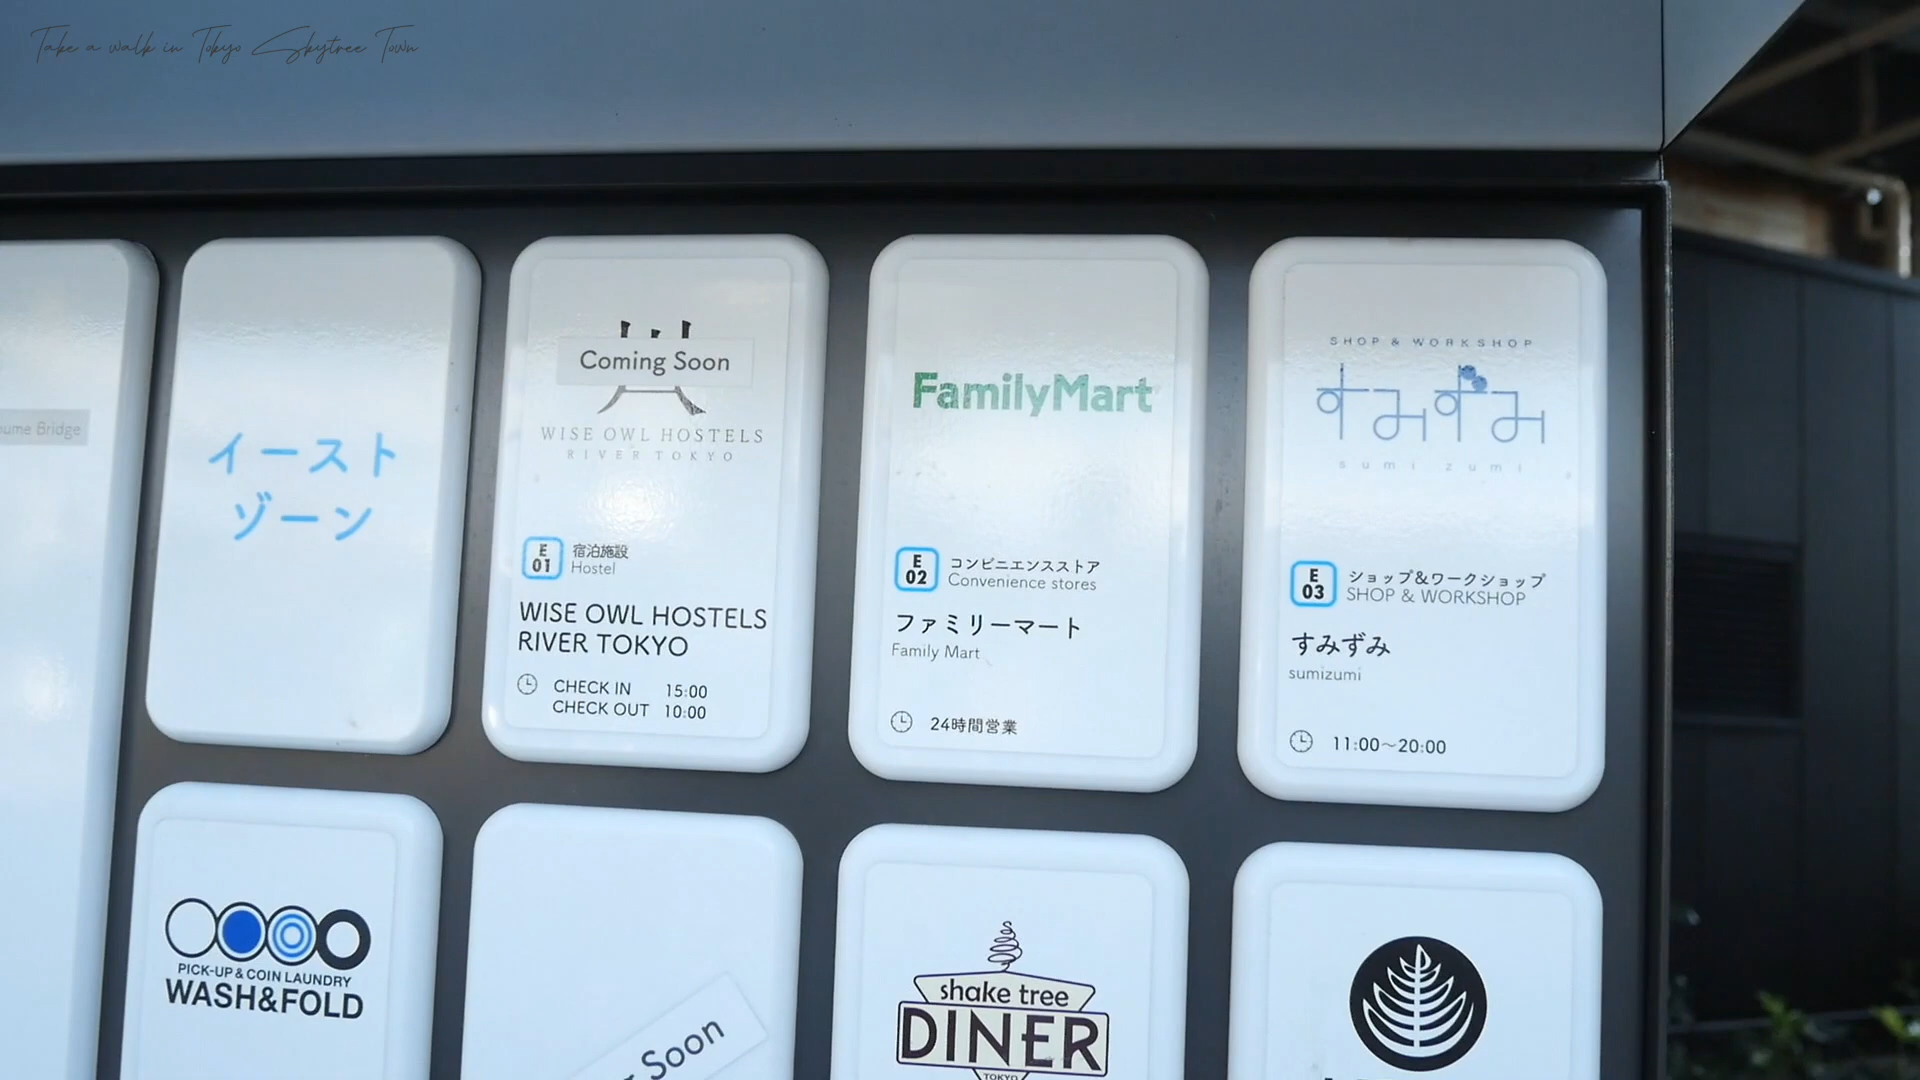 Take a walk in Tokyo Skytree Town
Bridge
イースト
ゾーン
Coming Soon
WISE OWL HOSTELS
RIVER TOKYO
E
01
宿泊施設
Hostel
WISE OWL HOSTELS
RIVER TOKYO
CHECK IN 15:00
CHECK OUT 10:00
FamilyMart
E
02
コンビニエンスストア
Convenience stores
ファミリーマート
Family Mart
24時間営業
SHOP & WORKSHOP
すみずみ
sumi zumi
E
03
ショップ&ワークショップ
SHOP & WORKSHOP
すみずみ
sumizumi
11:00〜20:00
PICK-UP & COIN LAUNDRY
WASH&FOLD
Soon
shake tree
DINER
TOKYO